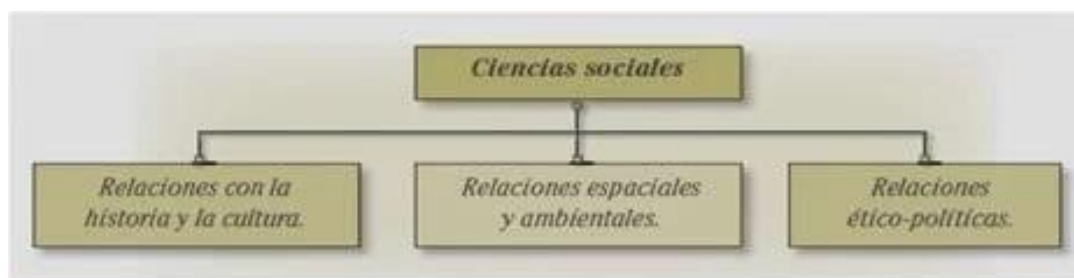 Ciencias sociales
Relaciones con la
historia y la cultura.
Relaciones espaciales
y ambientales.
Relaciones
ético-políticas.